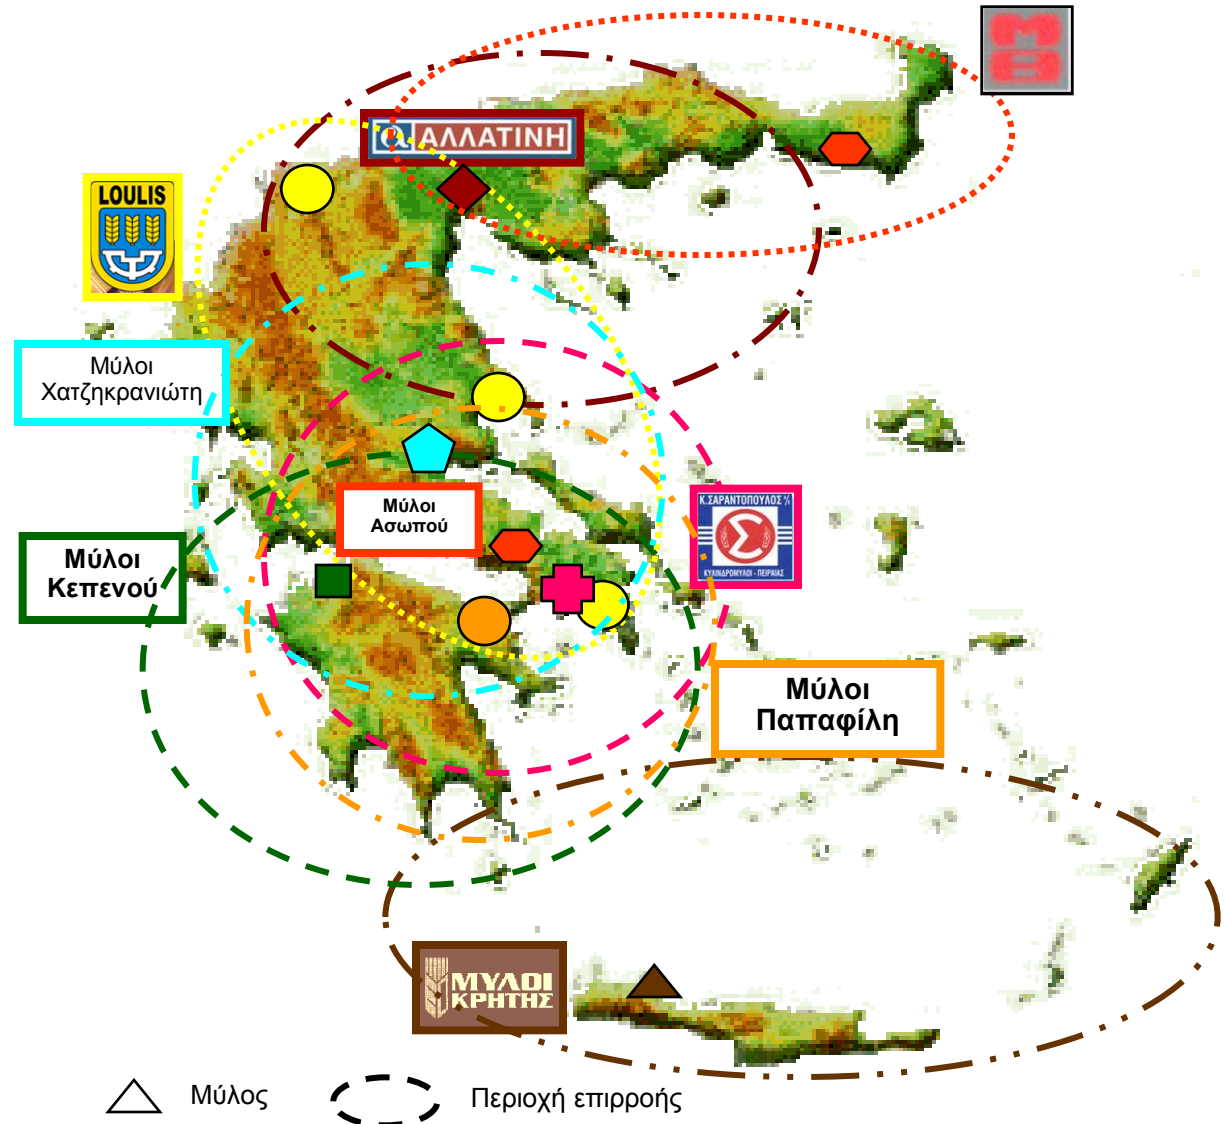 ΑΛΛΑΤΙΝΗ
LOULIS
Μύλοι
Χατζηκρανιώτη
Μύλοι
Ασωπού
Κ.ΣΑΡΑΝΤΟΠΟΥΛΟΣ
ΚΥΛΙΝΔΡΟΜΥΛΟΙ - ΠΕΙΡΑΙΑΣ
Μύλοι
Κεπενού
Μύλοι
Παπαφίλη
ΜΥΛΟΙ
ΚΡΗΤΗΣ
Μύλος
Περιοχή επιρροής